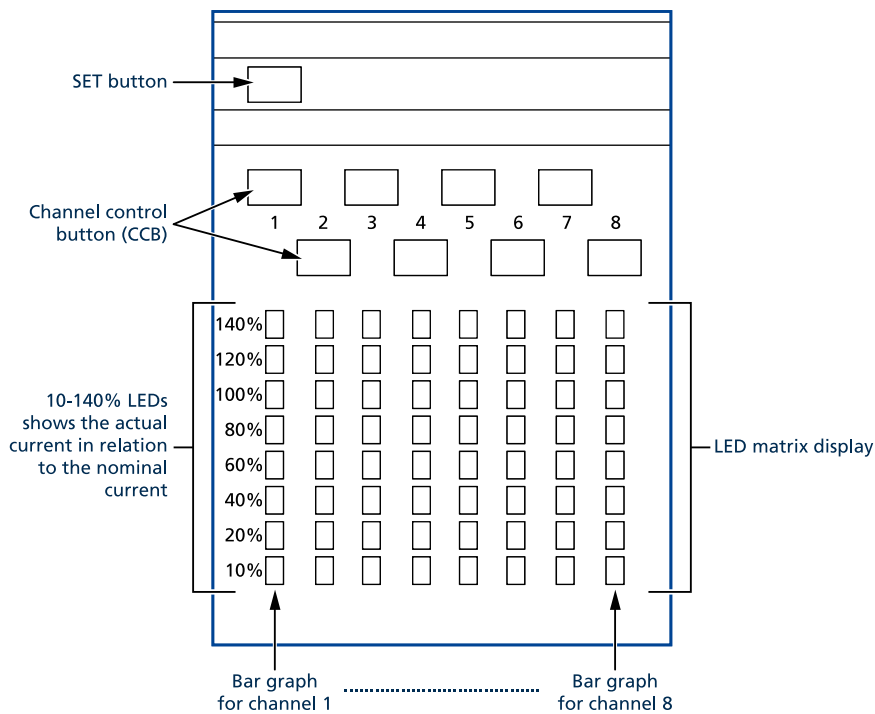 SET button
Channel control
button (CCB)
1 2 3 4 5 6 7 8
140%
120%
100%
80%
60%
40%
20%
10%
10-140% LEDs
shows the actual
current in relation
to the nominal
current
LED matrix display
Bar graph
for channel 1
Bar graph
for channel 8